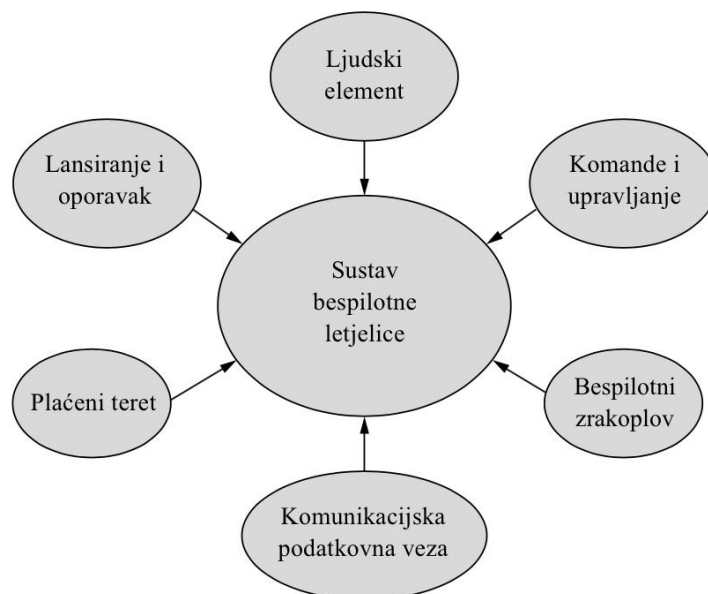 Ljudski
element
Lansiranje i
oporavak
Komande i
upravljanje
Sustav
bespilotne
letjelice
Plaćeni teret
Bespilotni
zrakoplov
Komunikacijska
podatkovna veza